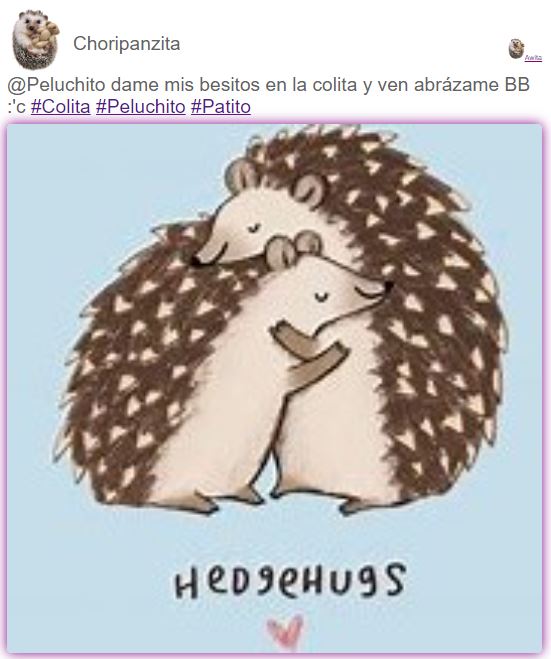 Choripanzita
Awita
@Peluchito dame mis besitos en la colita y ven abrázame BB
:'c #Colita #Peluchito #Patito
HeDgeHugs